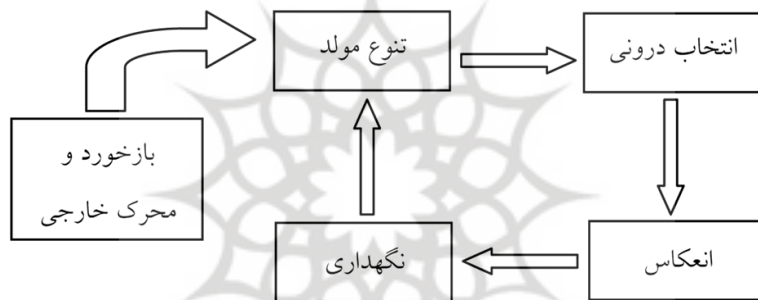 انتخاب درونی
تنوع مولد
بازخورد و
محرک خارجی
انعکاس
نگهداری